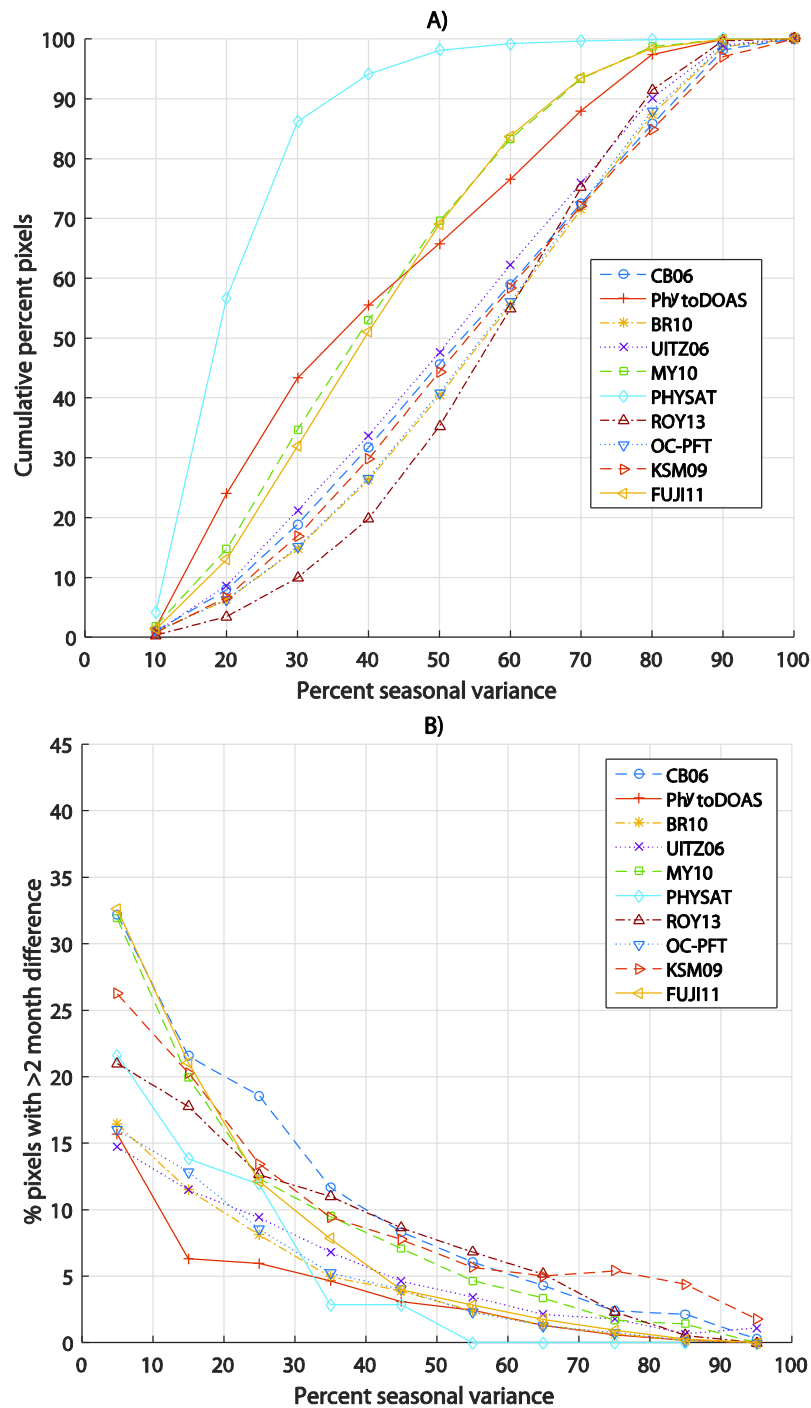 A)
100
90
80
70
60
50
40
30
20
10
0
Cumulative percent pixels
CB06
PhytoDOAS
BR10
UITZ06
MY10
PHYSAT
ROY13
OC-PFT
KSM09
FUJI11
0 10 20 30 40 50 60 70 80 90 100
Percent seasonal variance
B)
45
40
35
30
25
20
15
10
5
0
% pixels with >2 month difference
CB06
PhytoDOAS
BR10
UITZ06
MY10
PHYSAT
ROY13
OC-PFT
KSM09
FUJI11
0 10 20 30 40 50 60 70 80 90 100
Percent seasonal variance